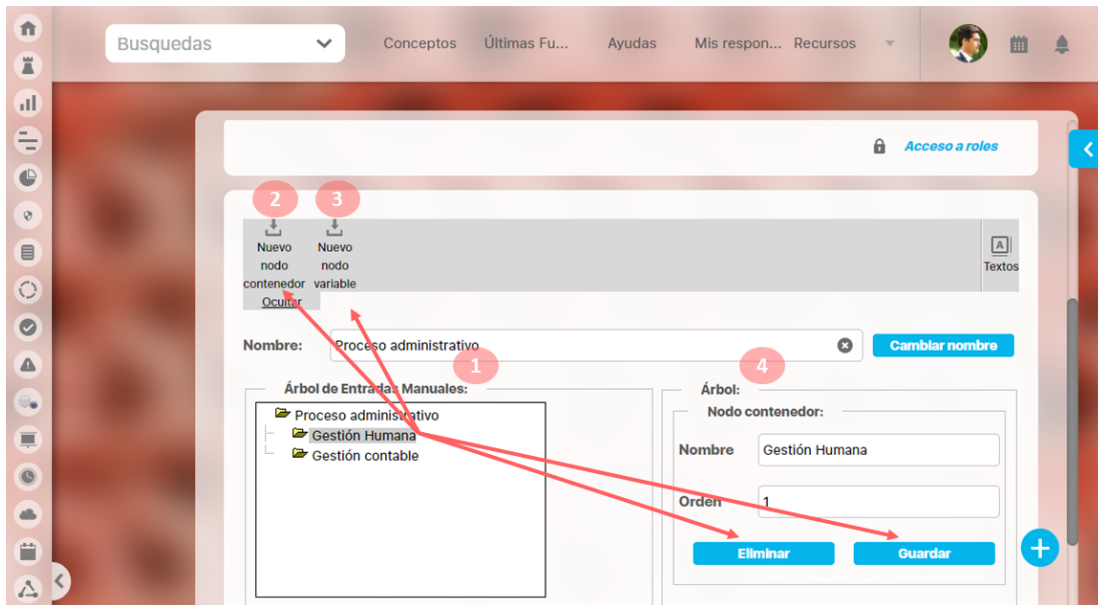 Busquedas
Conceptos
Últimas Fu...
Ayudas
Mis respon...
Recursos
Acceso a roles
2
3
Nuevo
nodo
contenedor
Ocultar
Nuevo
nodo
variable
A
Textos
Nombre:
Proceso administrativo
Cambiar nombre
1
4
Árbol de Entradas Manuales:
Proceso administrativo
Gestión Humana
Gestión contable
Árbol:
Nodo contenedor:
Nombre
Gestión Humana
Orden
1
Eliminar
Guardar